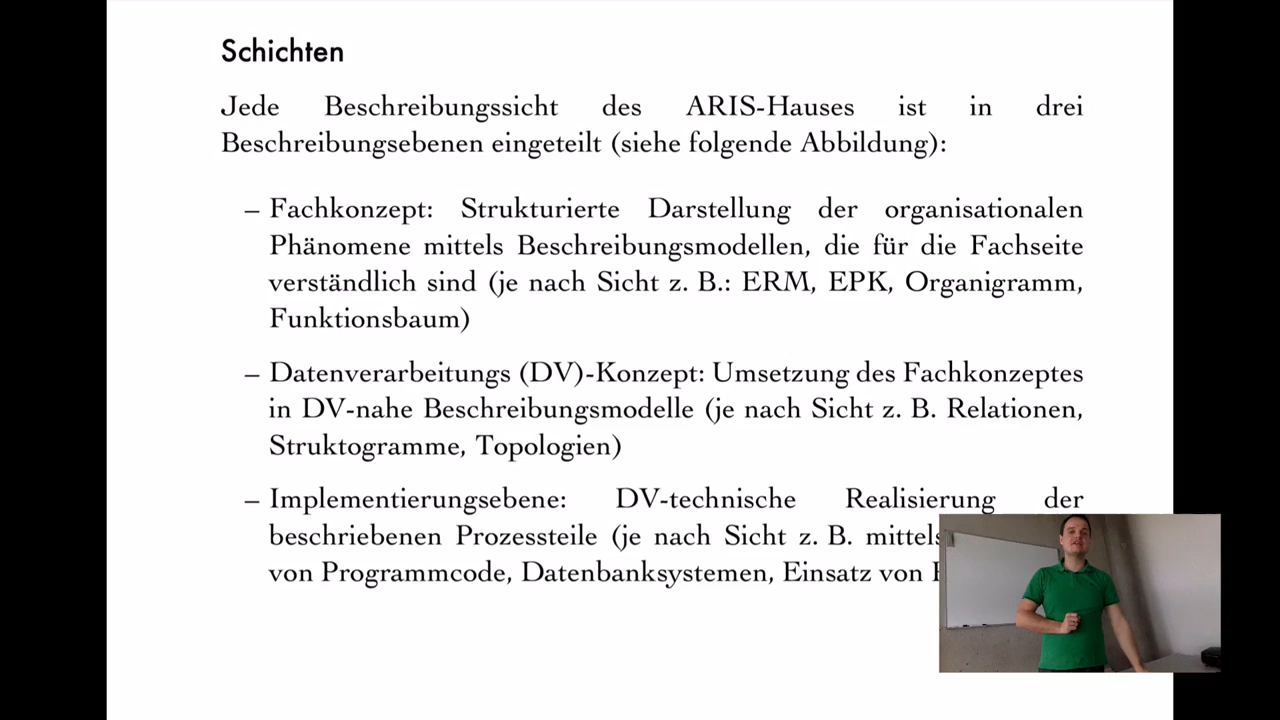 Schichten
Jede Beschreibungssicht des ARIS-Hauses ist in drei
Beschreibungsebenen eingeteilt (siehe folgende Abbildung):
– Fachkonzept: Strukturierte Darstellung der organisationalen
Phänomene mittels Beschreibungsmodellen, die für die Fachseite
verständlich sind (je nach Sicht z. B.: ERM, EPK, Organigramm,
Funktionsbaum)
– Datenverarbeitungs (DV)-Konzept: Umsetzung des Fachkonzeptes
in DV-nahe Beschreibungsmodelle (je nach Sicht z. B. Relationen,
Struktogramme, Topologien)
– Implementierungsebene: DV-technische Realisierung der
beschriebenen Prozessteile (je nach Sicht z. B. mittels
von Programmcode, Datenbanksystemen, Einsatz von